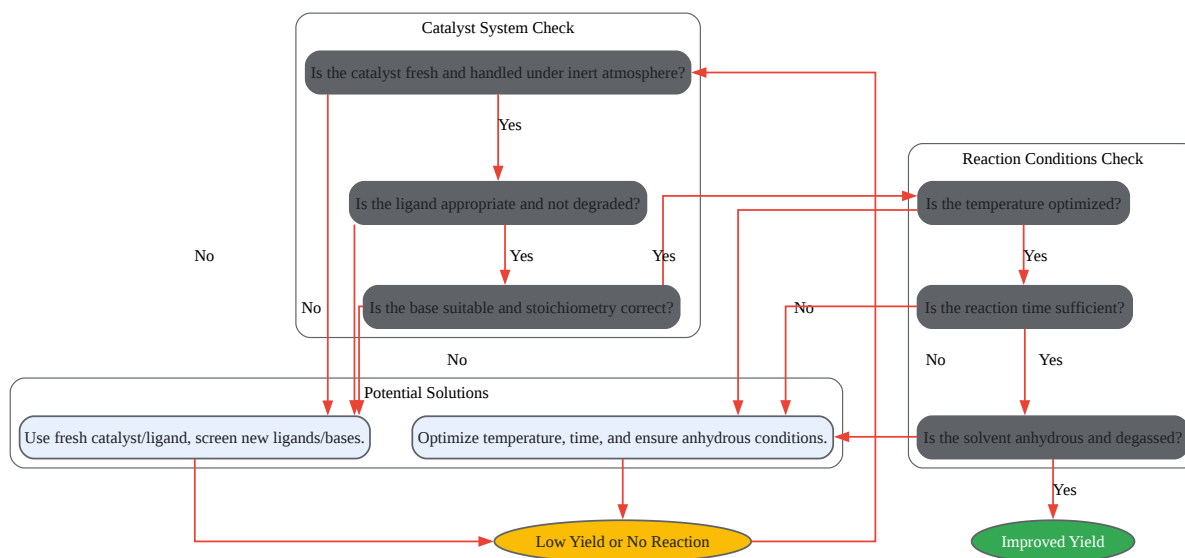 Catalyst System Check
Is the catalyst fresh and handled under inert atmosphere?
Yes
Reaction Conditions Check
Is the ligand appropriate and not degraded?
Is the temperature optimized?
No
Yes
Yes
Yes
Is the base suitable and stoichiometry correct?
No
No
Is the reaction time sufficient?
No
No
Yes
Potential Solutions
Use fresh catalyst/ligand, screen new ligands/bases.
Optimize temperature, time, and ensure anhydrous conditions.
Is the solvent anhydrous and degassed?
Yes
Low Yield or No Reaction
Improved Yield